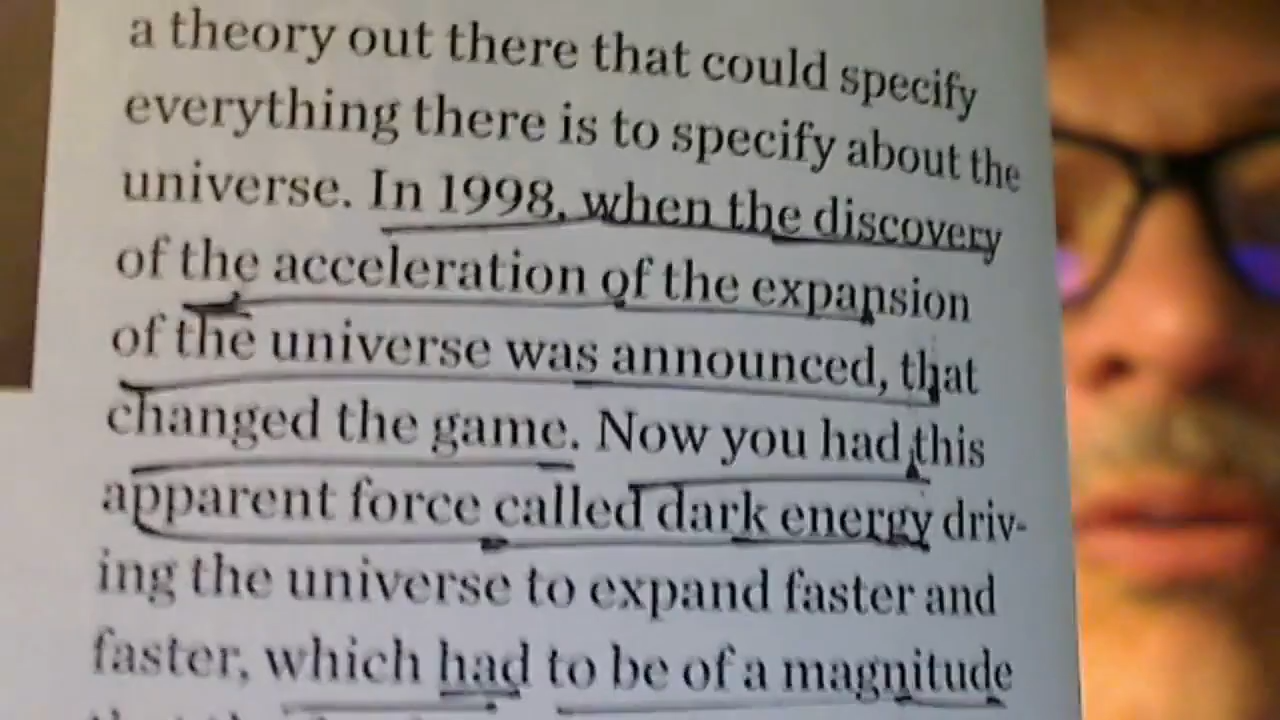 a theory out there that could specify
everything there is to specify about the
universe. In 1998, when the discovery
of the acceleration of the expansion
of the universe was announced, that
changed the game. Now you had this
apparent force called dark energy driv-
ing the universe to expand faster and
faster, which had to be of a magnitude